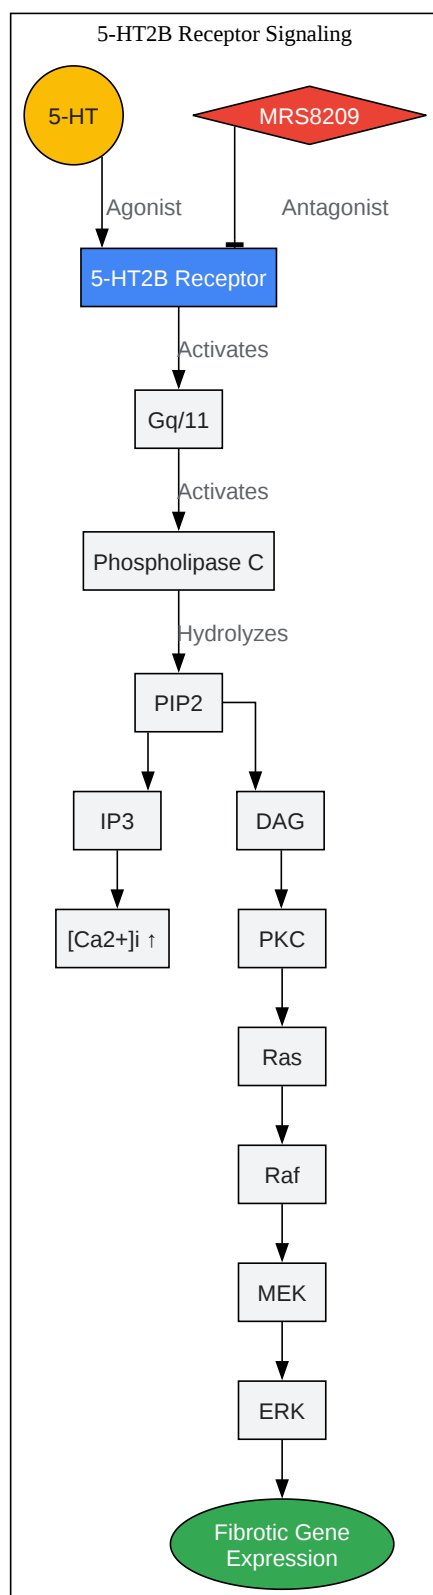 5-HT2B Receptor Signaling
5-HT
MRS8209
Agonist
Antagonist
5-HT2B Receptor
Activates
Gq/11
Activates
Phospholipase C
Hydrolyzes
PIP2
IP3
DAG
[Ca2+]i ↑
PKC
Ras
Raf
MEK
ERK
Fibrotic Gene
Expression